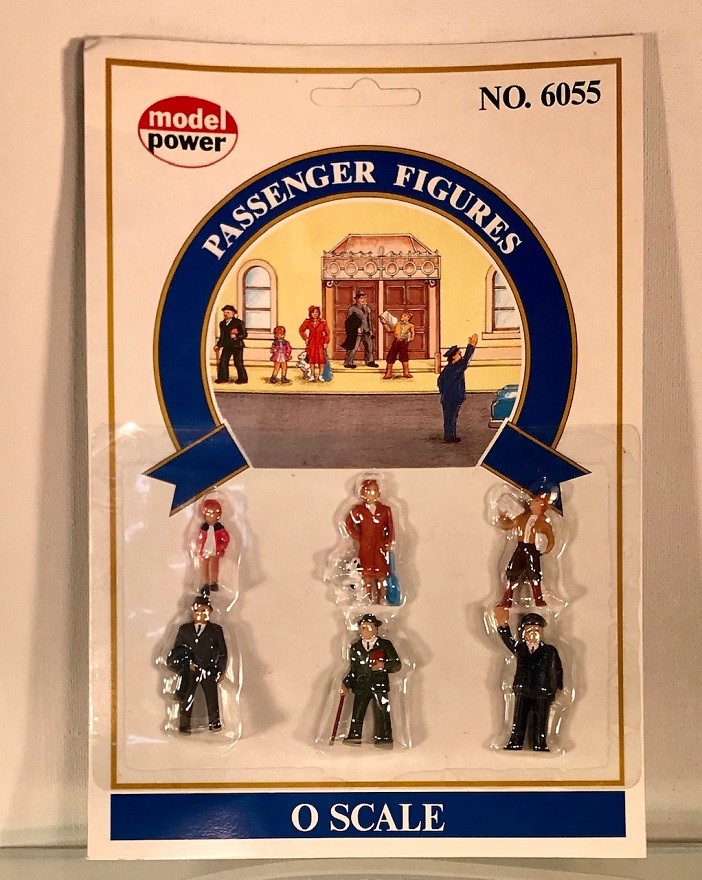 model
power
NO. 6055
PASSENGER FIGURES
O SCALE